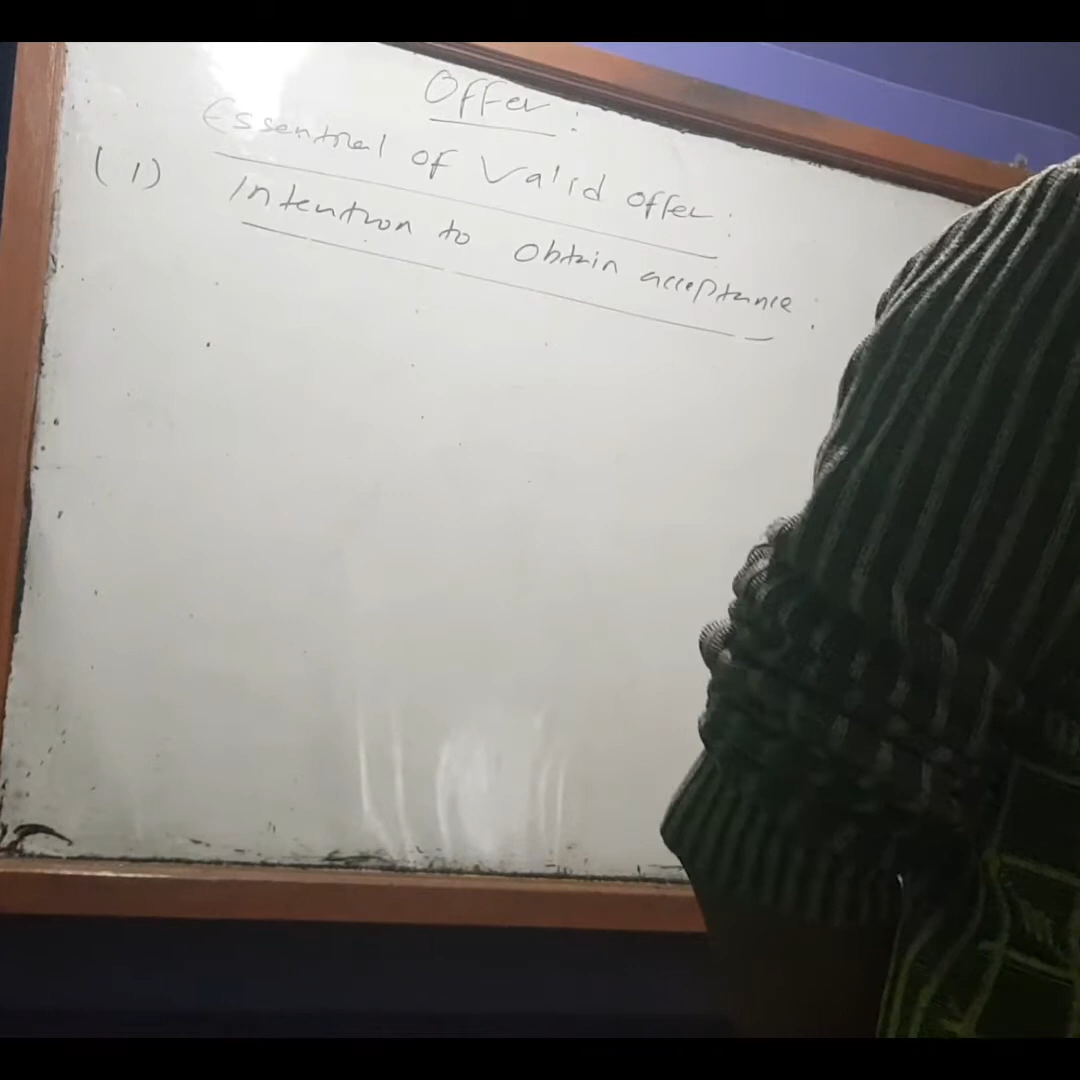 Offer:
Essential of Valid offer:
(1) Intention to Obtain acceptance: